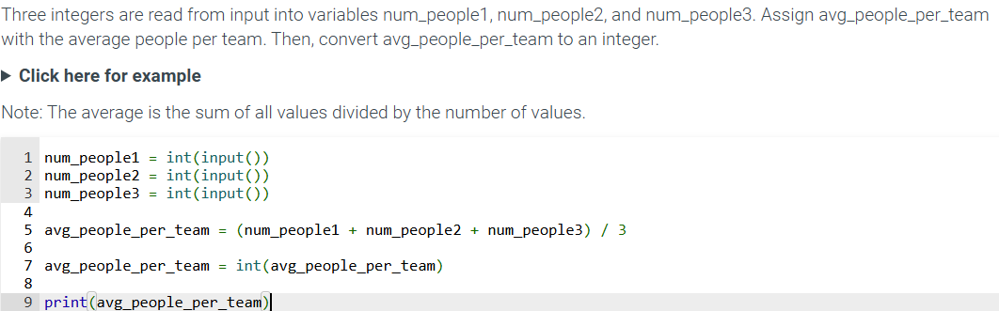 Three integers are read from input into variables num_people1, num_people2, and num_people3. Assign avg_people_per_team
with the average people per team. Then, convert avg_people_per_team to an integer.
▶ Click here for example
Note: The average is the sum of all values divided by the number of values.
1 num_people1 = int(input())
2 num_people2 = int(input())
3 num_people3 = int(input())
4
5 avg_people_per_team = (num_people1 + num_people2 + num_people3) / 3
6
7 avg_people_per_team = int(avg_people_per_team)
8
9 print(avg_people_per_team)